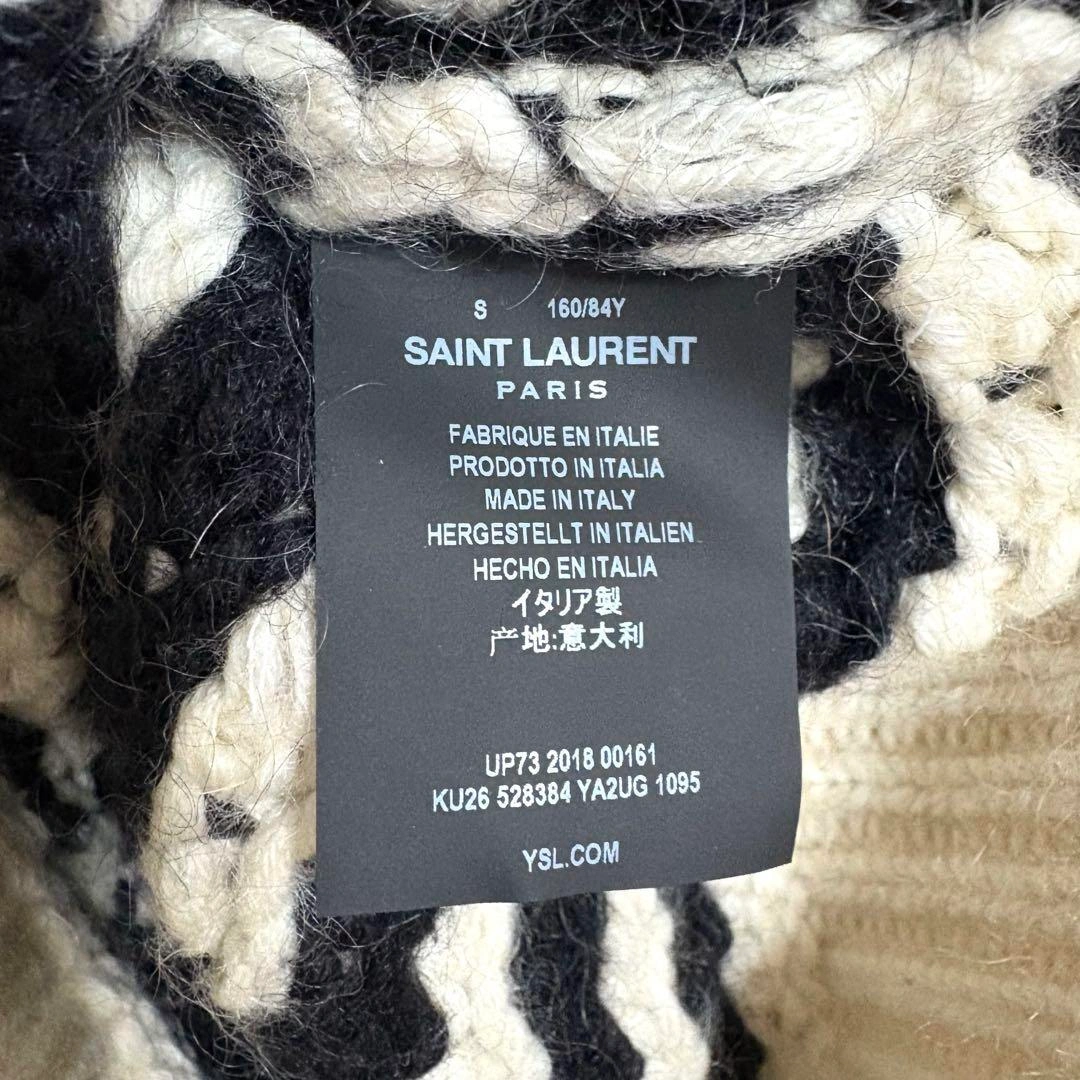 S 160/84Y
SAINT LAURENT
PARIS
FABRIQUE EN ITALIE
PRODOTTO IN ITALIA
MADE IN ITALY
HERGESTELLT IN ITALIEN
HECHO EN ITALIA
イタリア製
产地:意大利
UP73 2018 00161
KU26 528384 YA2UG 1095
YSL.COM